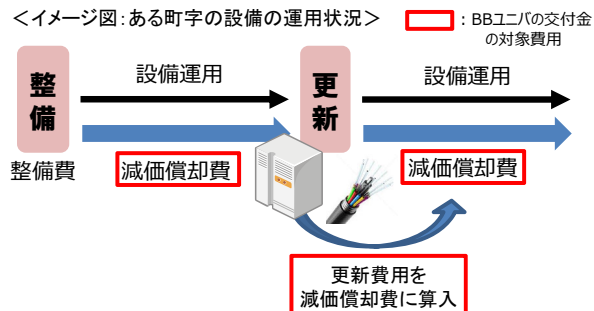 ＜イメージ図：ある町字の設備の運用状況＞
：BBユニバの交付金
の対象費用
整備
設備運用
更新
設備運用
整備費
減価償却費
減価償却費
更新費用を
減価償却費に算入